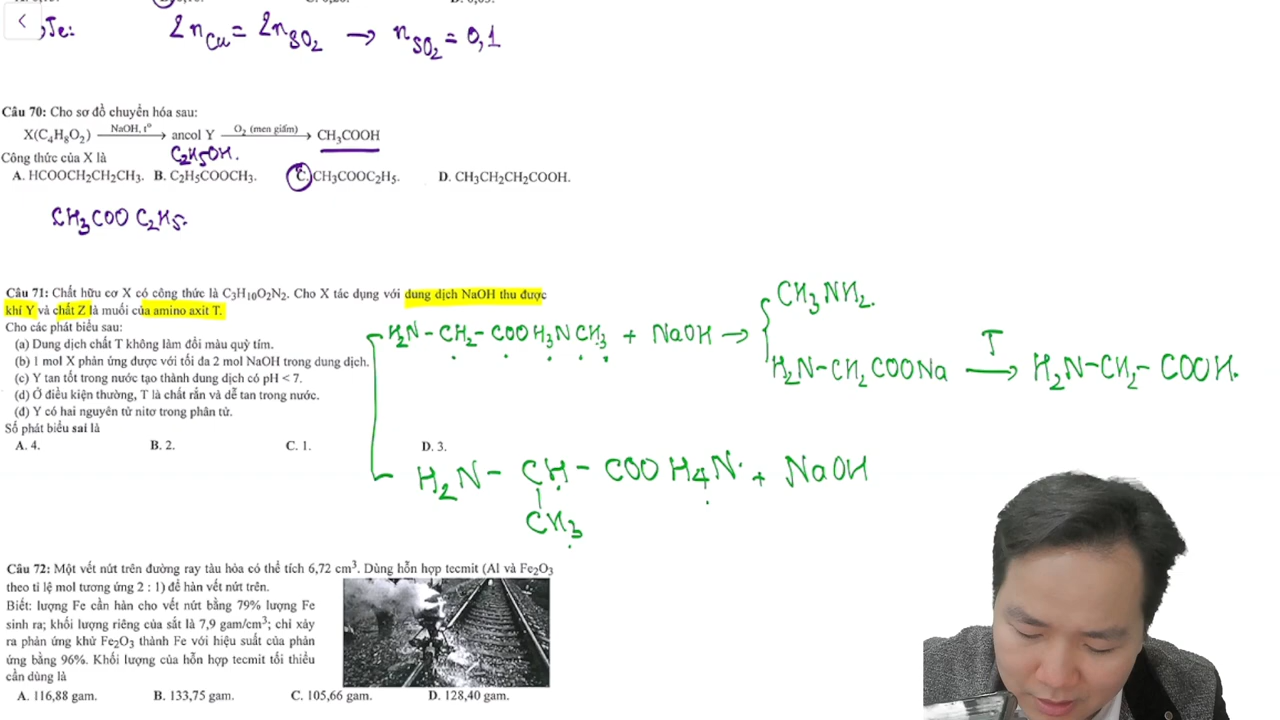 Te:
2n_Cu = 2n_SO₂ → n_SO₂ = 0,1
Câu 70: Cho sơ đồ chuyển hóa sau:
X(C₄H₈O₂) —NaOH, t°→ ancol Y —O₂ (men giấm)→ CH₃COOH
C₂H₅OH.
Công thức của X là
A. HCOOCH₂CH₂CH₃. B. C₂H₅COOCH₃. C. CH₃COOC₂H₅. D. CH₃CH₂CH₂COOH.
CH₃COO C₂H₅.
Câu 71: Chất hữu cơ X có công thức là C₃H₁₀O₂N₂. Cho X tác dụng với dung dịch NaOH thu được
khí Y và chất Z là muối của amino axit T.
Cho các phát biểu sau:
(a) Dung dịch chất T không làm đổi màu quỳ tím.
(b) 1 mol X phản ứng được với tối đa 2 mol NaOH trong dung dịch.
(c) Y tan tốt trong nước tạo thành dung dịch có pH < 7.
(d) Ở điều kiện thường, T là chất rắn và dễ tan trong nước.
(đ) Y có hai nguyên tử nitơ trong phân tử.
Số phát biểu sai là
A. 4. B. 2. C. 1. D. 3.
H₂N – CH₂ – COO H₃N CH₃ + NaOH →
CH₃NH₂.
H₂N – CH₂COONa —T→ H₂N – CH₂ – COOH.
H₂N – CH – COO H₄N + NaOH
CH₃
Câu 72: Một vết nứt trên đường ray tàu hỏa có thể tích 6,72 cm³. Dùng hỗn hợp tecmit (Al và Fe₂O₃
theo tỉ lệ mol tương ứng 2 : 1) để hàn vết nứt trên.
Biết: lượng Fe cần hàn cho vết nứt bằng 79% lượng Fe
sinh ra; khối lượng riêng của sắt là 7,9 gam/cm³; chỉ xảy
ra phản ứng khử Fe₂O₃ thành Fe với hiệu suất của phản
ứng bằng 96%. Khối lượng của hỗn hợp tecmit tối thiểu
cần dùng là
A. 116,88 gam. B. 133,75 gam. C. 105,66 gam. D. 128,40 gam.